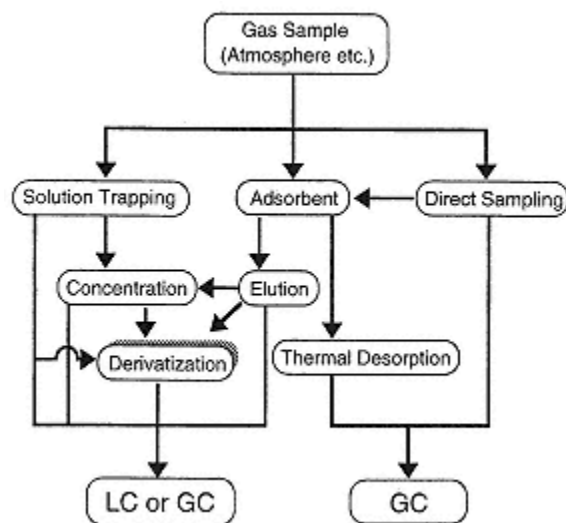 Gas Sample
(Atmosphere etc.)
Solution Trapping
Adsorbent
Direct Sampling
Concentration
Elution
Derivatization
Thermal Desorption
LC or GC
GC